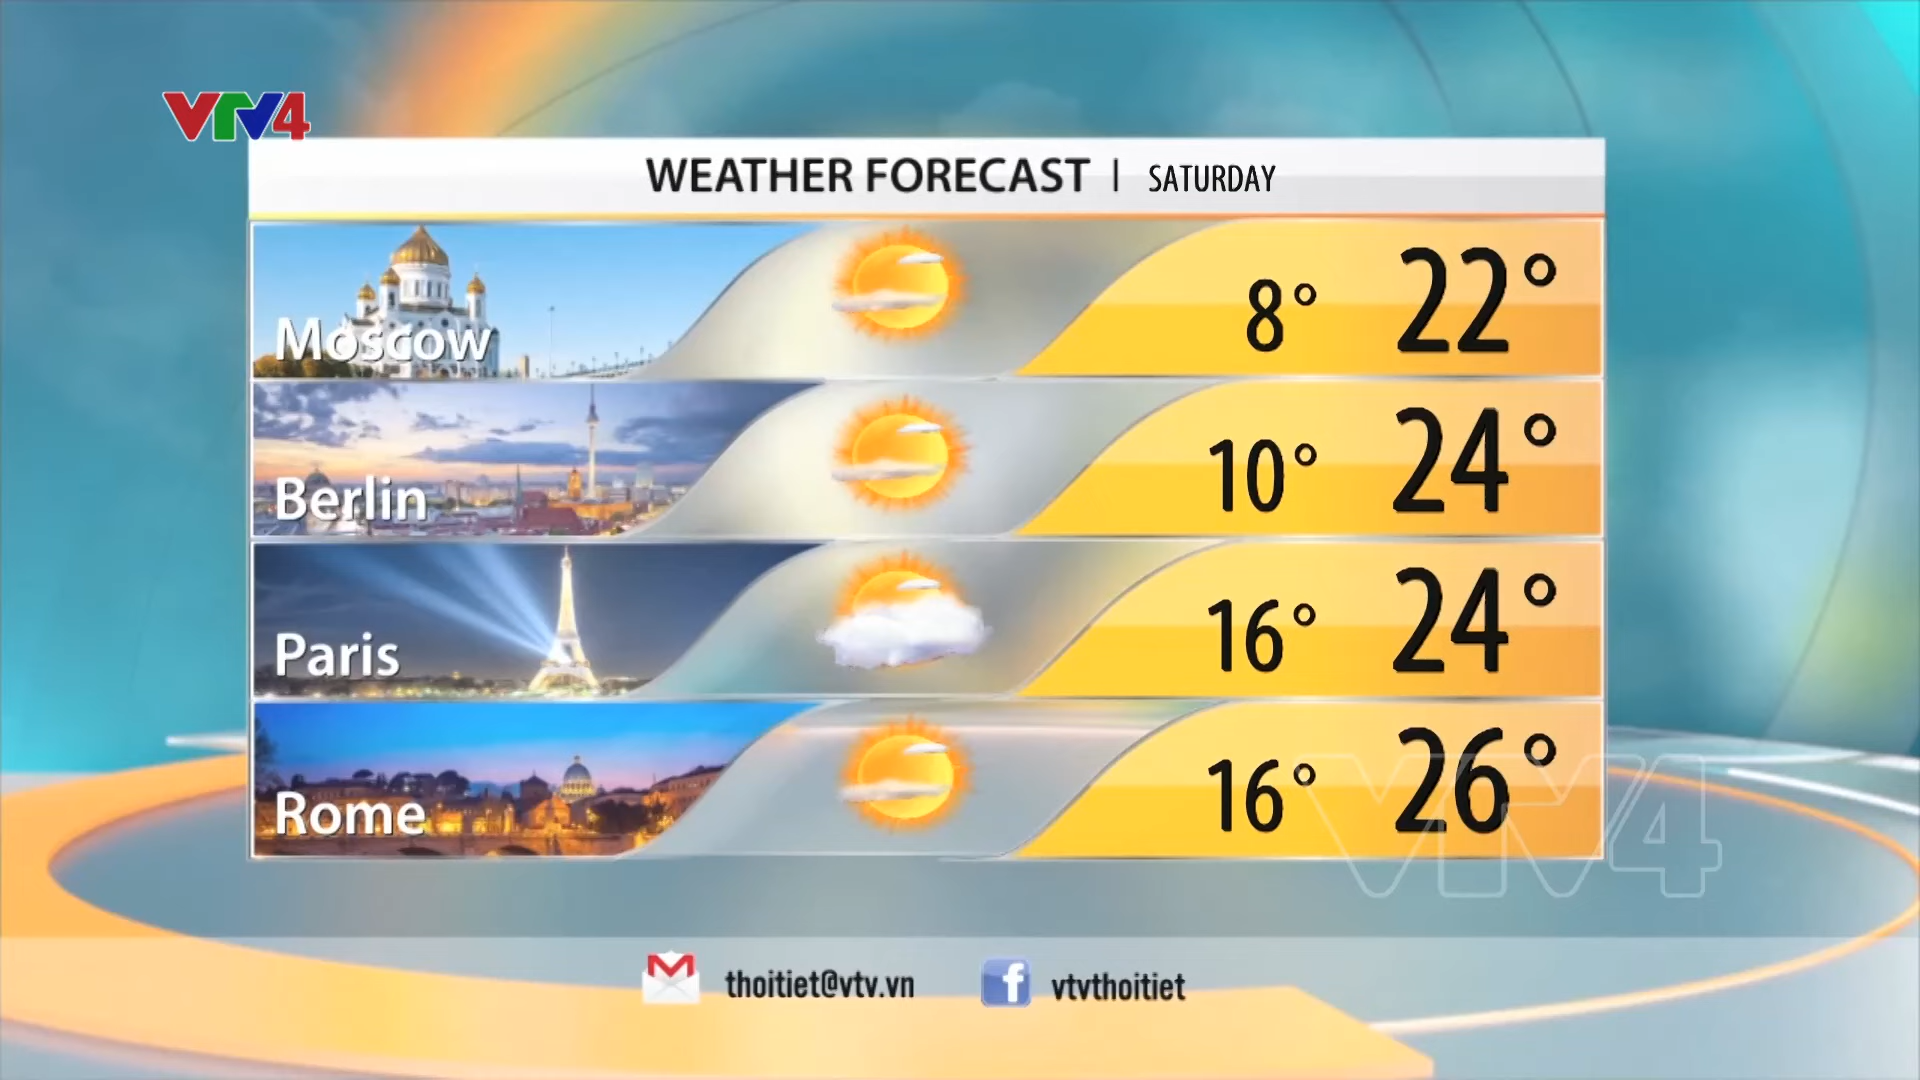 VTV4
WEATHER FORECAST | SATURDAY
Moscow 8° 22°
Berlin 10° 24°
Paris 16° 24°
Rome 16° 26°
VTV4
thoitiet@vtv.vn vtvthoitiet